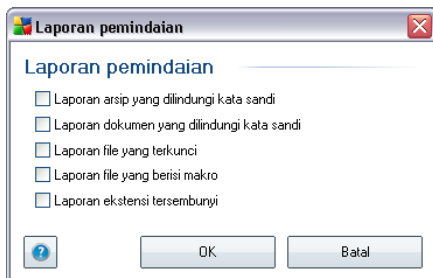 Laporan pemindaian
Laporan pemindaian
Laporan arsip yang dilindungi kata sandi
Laporan dokumen yang dilindungi kata sandi
Laporan file yang terkunci
Laporan file yang berisi makro
Laporan ekstensi tersembunyi
? OK Batal